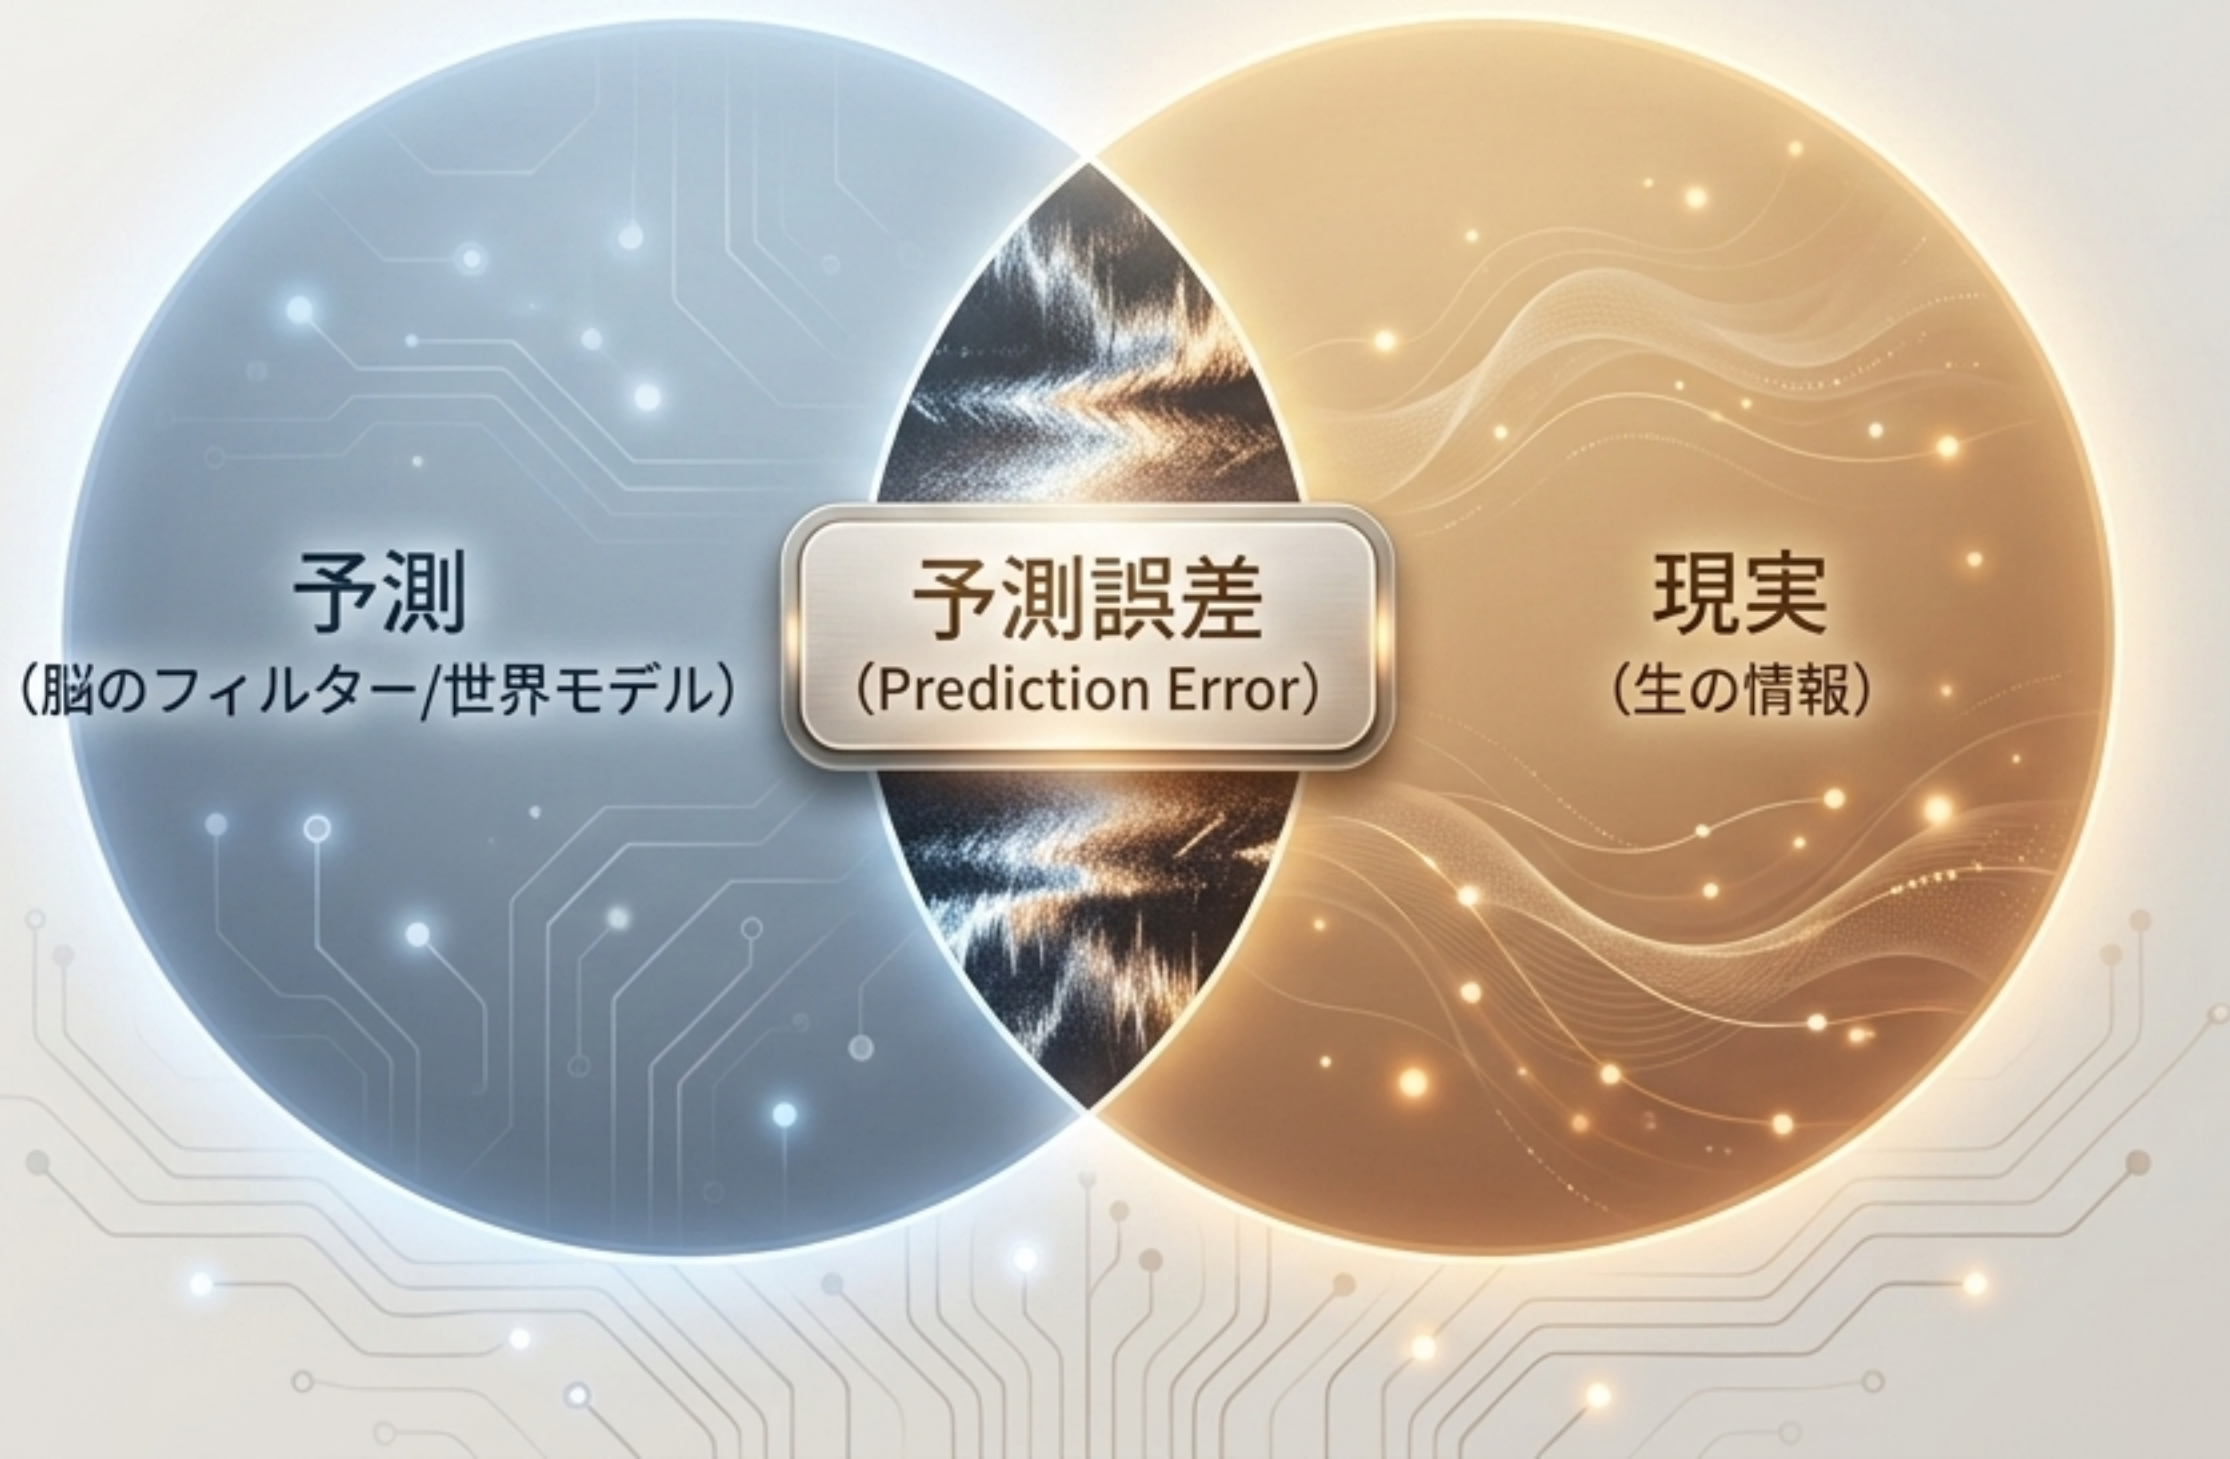 予測
（脳のフィルター/世界モデル）
予測誤差
（Prediction Error）
現実
（生の情報）